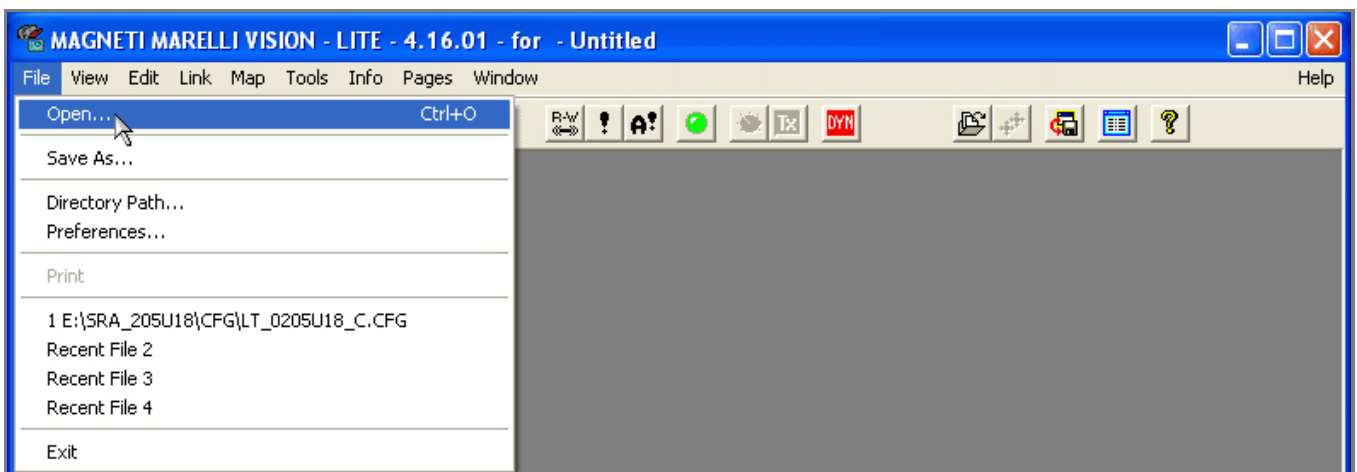 MAGNETI MARELLI VISION - LITE - 4.16.01 - for  - Untitled
File View Edit Link Map Tools Info Pages Window Help
Open... Ctrl+O
R-W ! A! Tx DYN ?
Save As...
Directory Path...
Preferences...
Print
1 E:\SRA_205U18\CFG\LT_0205U18_C.CFG
Recent File 2
Recent File 3
Recent File 4
Exit